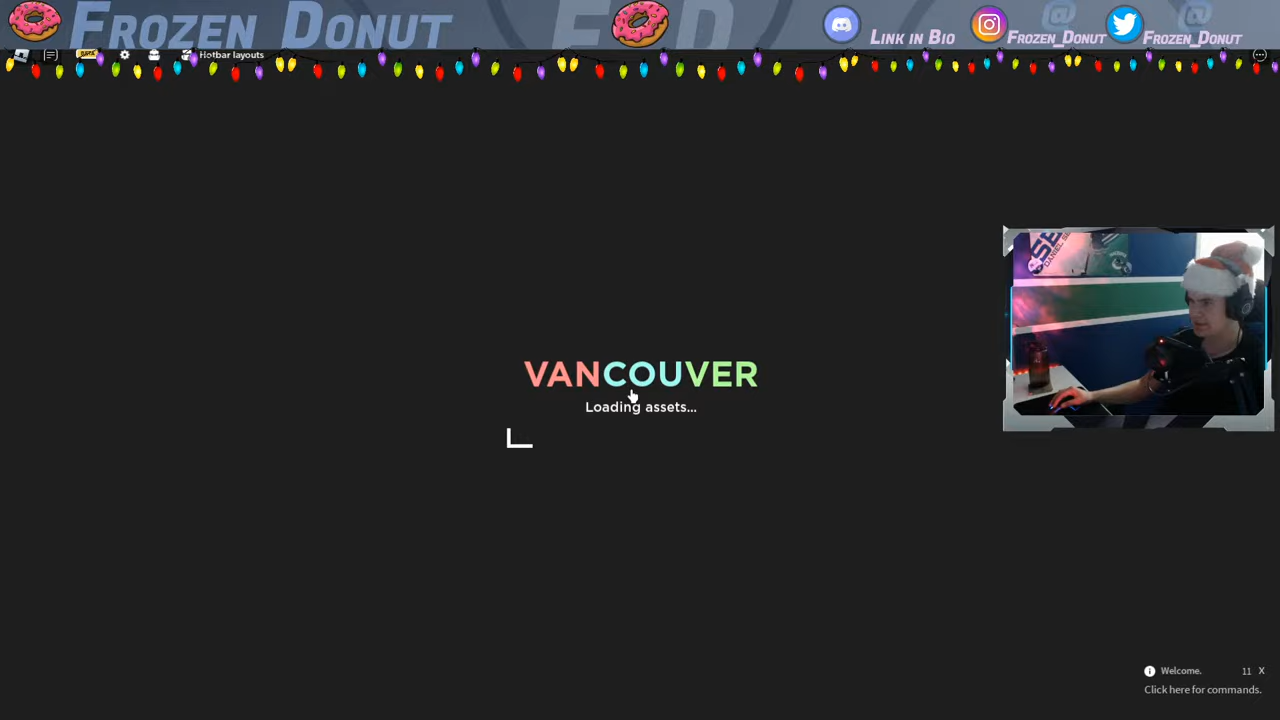 FROZEN DONUT
Link in Bio
@
Frozen_Donut
@
Frozen_Donut
Hotbar layouts
VANCOUVER
Loading assets...
Welcome.
11
X
Click here for commands.